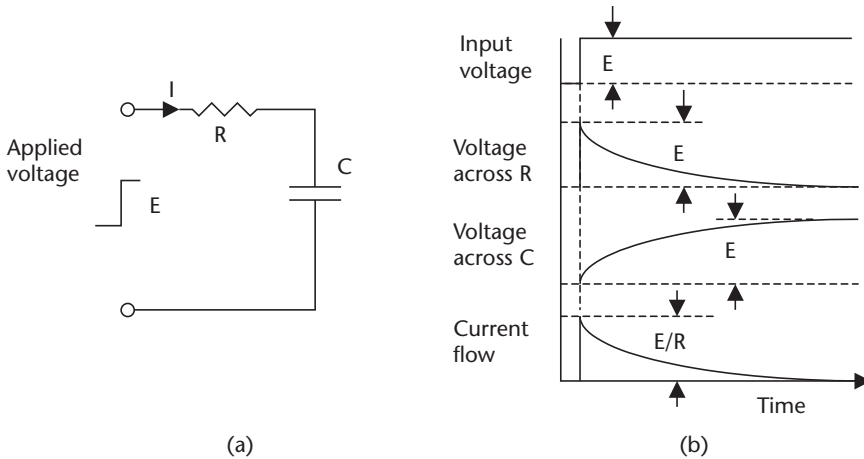 I
R
Applied
voltage
C
E
(a)
Input
voltage
E
Voltage
across R
E
Voltage
across C
E
Current
flow
E/R
Time
(b)